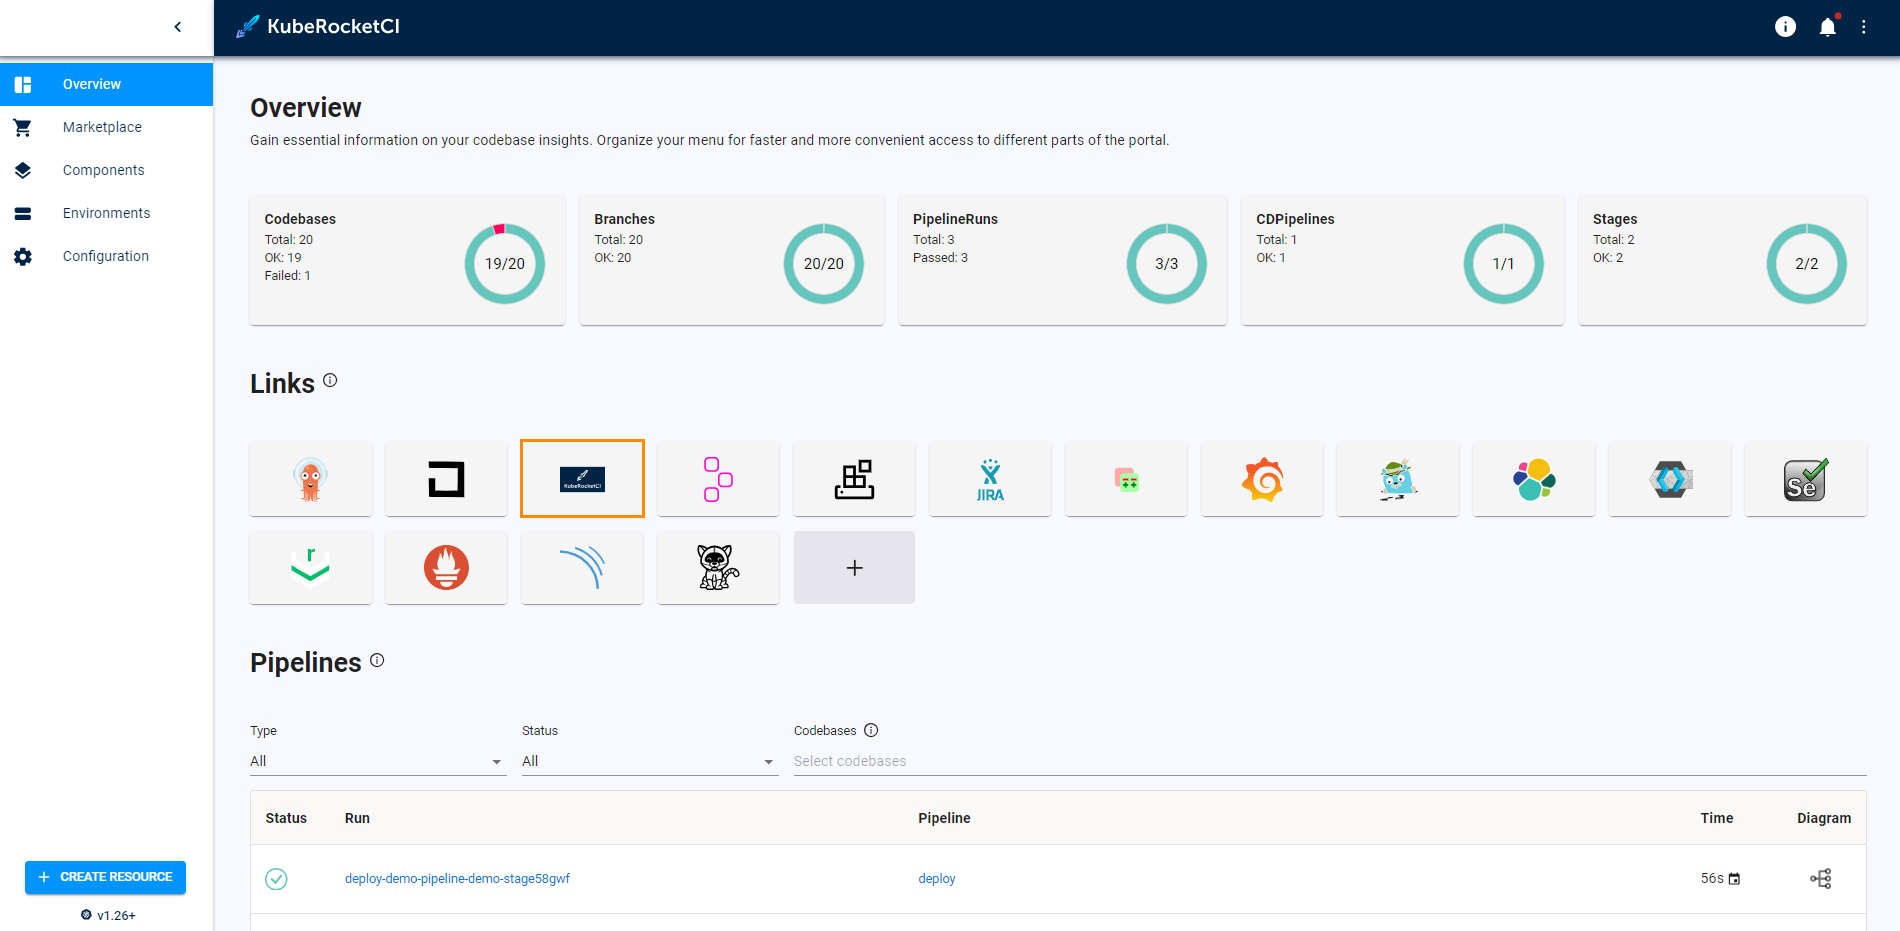 KubeRocketCI
Overview
Marketplace
Components
Environments
Configuration
CREATE RESOURCE
v1.26+
Overview
Gain essential information on your codebase insights. Organize your menu for faster and more convenient access to different parts of the portal.
Codebases
Total: 20
OK: 19
Failed: 1
19/20
Branches
Total: 20
OK: 20
20/20
PipelineRuns
Total: 3
Passed: 3
3/3
CDPipelines
Total: 1
OK: 1
1/1
Stages
Total: 2
OK: 2
2/2
Links
KubeRocketCI
JIRA
Se
r
Pipelines
Type
All
Status
All
Codebases
Select codebases
Status Run Pipeline Time Diagram
deploy-demo-pipeline-demo-stage58gwf deploy 56s